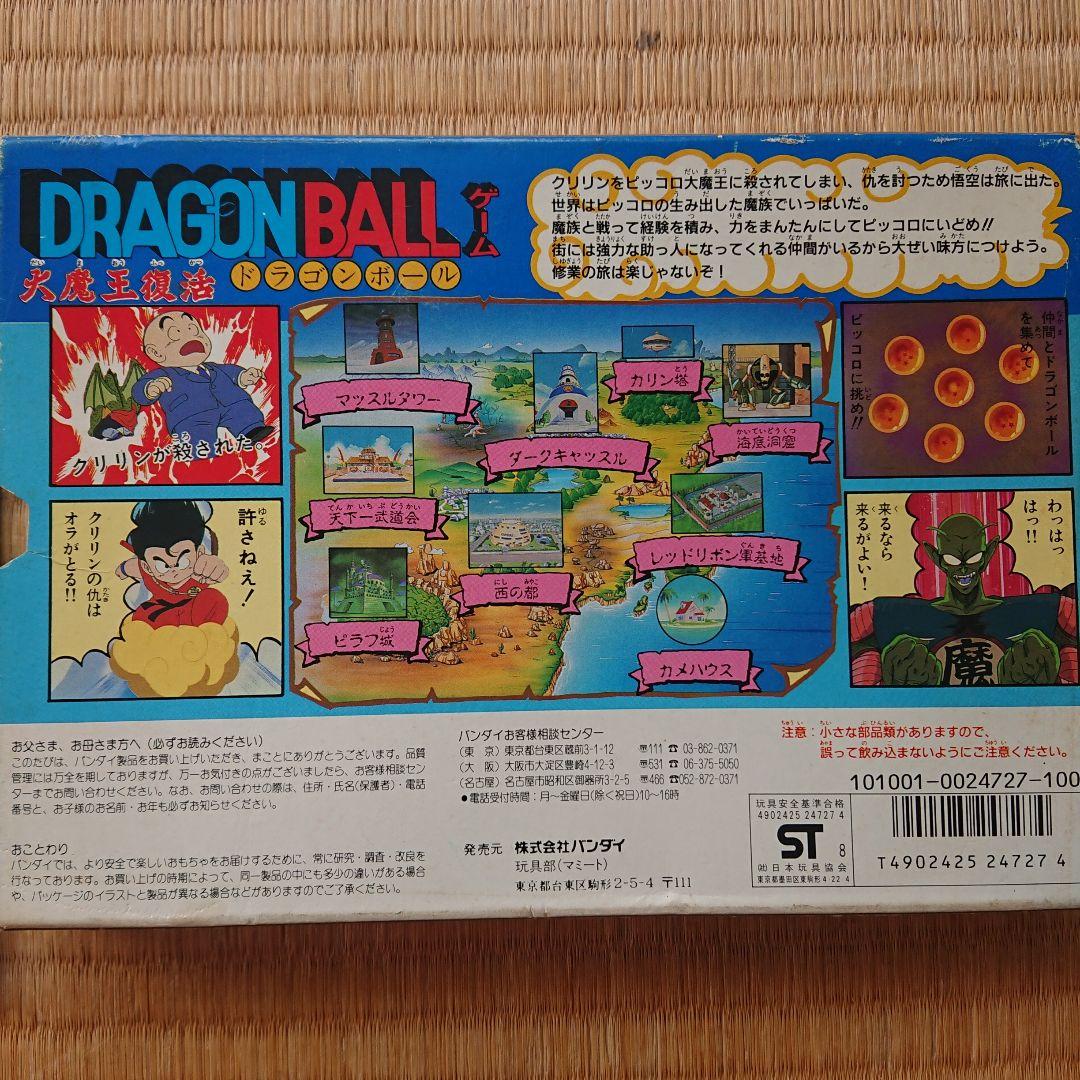 DRAGON BALL
ゲーム
大魔王復活
だいまおうふっかつ
ドラゴンボール
クリリンをピッコロ大魔王に殺されてしまい、仇を討つため悟空は旅に出た。
世界はピッコロの生み出した魔族でいっぱいだ。
魔族と戦って経験を積み、力をまんたんにしてピッコロにいどめ!!
街には強力な助っ人になってくれる仲間がいるから大ぜい味方につけよう。
修業の旅は楽じゃないぞ！
クリリンが殺された。
許さねえ！
クリリンの仇は
オラがとる!!
マッスルタワー
カリン塔
海底洞窟
ダークキャッスル
天下一武道会
西の都
レッドリボン軍基地
ピラフ城
カメハウス
仲間とドラゴンボール
を集めて
ピッコロに挑め!!
わっはっ
はっ!!
来るなら
来るがよい！
魔
お父さま、お母さま方へ（必ずお読みください）
このたびは、バンダイ製品をお買い上げいただき、まことにありがとうございます。品質
管理には万全を期しておりますが、万一お気付きの点がございましたら、お客様相談セン
ターまでお問い合わせください。なお、お問い合わせの際は、住所・氏名(保護者)・電話
番号と、お子様のお名前・お年も必ずお知らせください。
おことわり
バンダイでは、より安全で楽しいおもちゃをお届けするために、常に研究・調査・改良を
行なっております。お買い上げの時期によって、同一製品の中にも多少の違いがある場合
や、パッケージのイラストと製品が異なる場合などがありますのでご了承ください。
バンダイお客様相談センター
(東 京) 東京都台東区蔵前3-1-12 〒111 ☎ 03-862-0371
(大 阪) 大阪市大淀区豊崎4-12-3 〒531 ☎ 06-375-5050
(名古屋) 名古屋市昭和区御器所3-2-5 〒466 ☎052-872-0371
●電話受付時間：月～金曜日(除く祝日)10～16時
発売元 株式会社バンダイ
玩具部(マミート)
東京都台東区駒形2-5-4 〒111
注意：小さな部品類がありますので、
誤って飲み込まないようにご注意ください。
101001-0024727-100
玩具安全基準合格
4902425 24727 4
ST 8
㈳日本玩具協会
東京都墨田区東駒形4-22-4
T4902425 24727 4